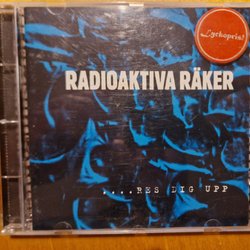 Lyckopris!
RADIOAKTIVA RÄKER
....RES DIG UPP